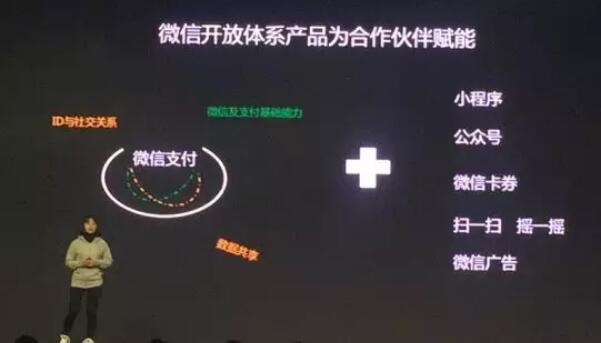 微信开放体系产品为合作伙伴赋能
微信及支付基础能力
ID与社交关系
微信支付
数据共享
小程序
公众号
微信卡券
扫一扫 摇一摇
微信广告